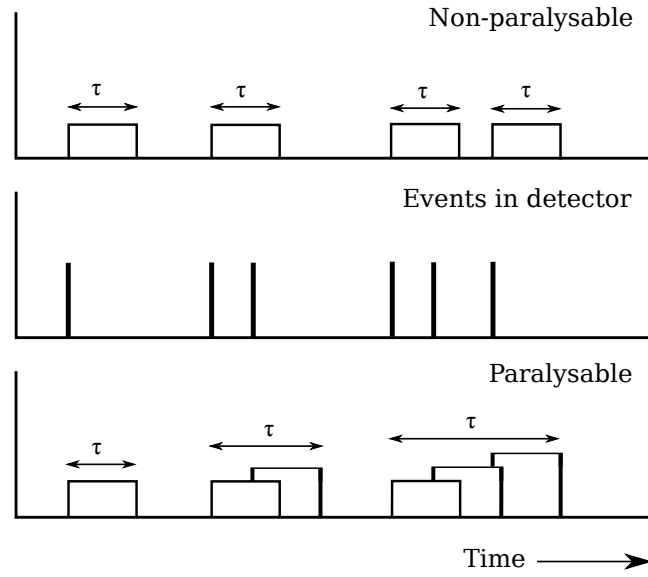 Non-paralysable
τ
τ
τ
τ
Events in detector
Paralysable
τ
τ
τ
Time